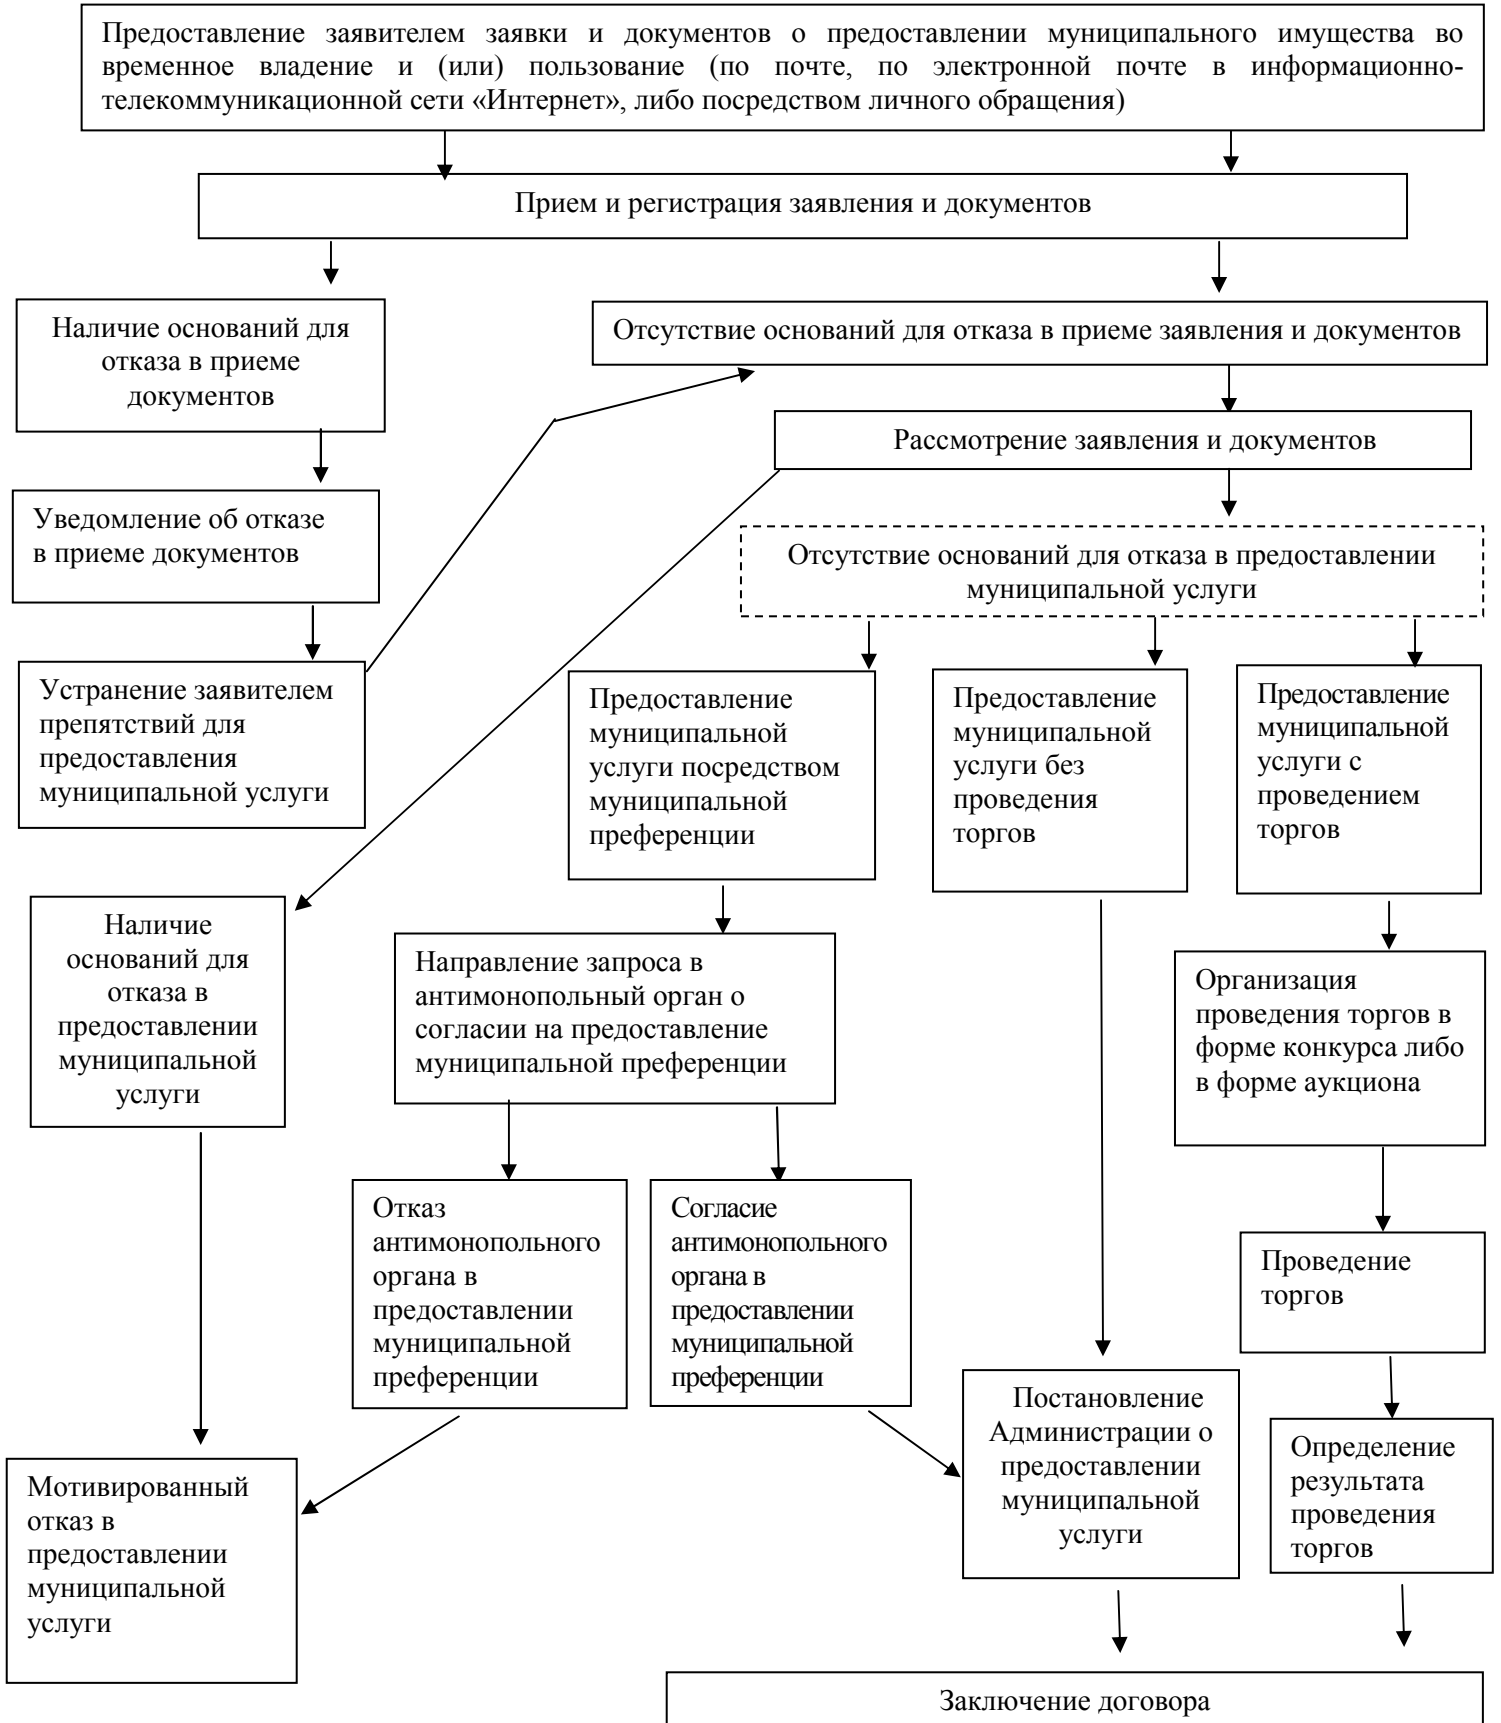 Предоставление заявителем заявки и документов о предоставлении муниципального имущества во
временное владение и (или) пользование (по почте, по электронной почте в информационно-
телекоммуникационной сети «Интернет», либо посредством личного обращения)
Прием и регистрация заявления и документов
Наличие оснований для
отказа в приеме
документов
Отсутствие оснований для отказа в приеме заявления и документов
Рассмотрение заявления и документов
Уведомление об отказе
в приеме документов
Отсутствие оснований для отказа в предоставлении
муниципальной услуги
Устранение заявителем
препятствий для
предоставления
муниципальной услуги
Предоставление
муниципальной
услуги посредством
муниципальной
преференции
Предоставление
муниципальной
услуги без
проведения
торгов
Предоставление
муниципальной
услуги с
проведением
торгов
Наличие
оснований для
отказа в
предоставлении
муниципальной
услуги
Направление запроса в
антимонопольный орган о
согласии на предоставление
муниципальной преференции
Организация
проведения торгов в
форме конкурса либо
в форме аукциона
Отказ
антимонопольного
органа в
предоставлении
муниципальной
преференции
Согласие
антимонопольного
органа в
предоставлении
муниципальной
преференции
Проведение
торгов
Постановление
Администрации о
предоставлении
муниципальной
услуги
Определение
результата
проведения
торгов
Мотивированный
отказ в
предоставлении
муниципальной
услуги
Заключение договора